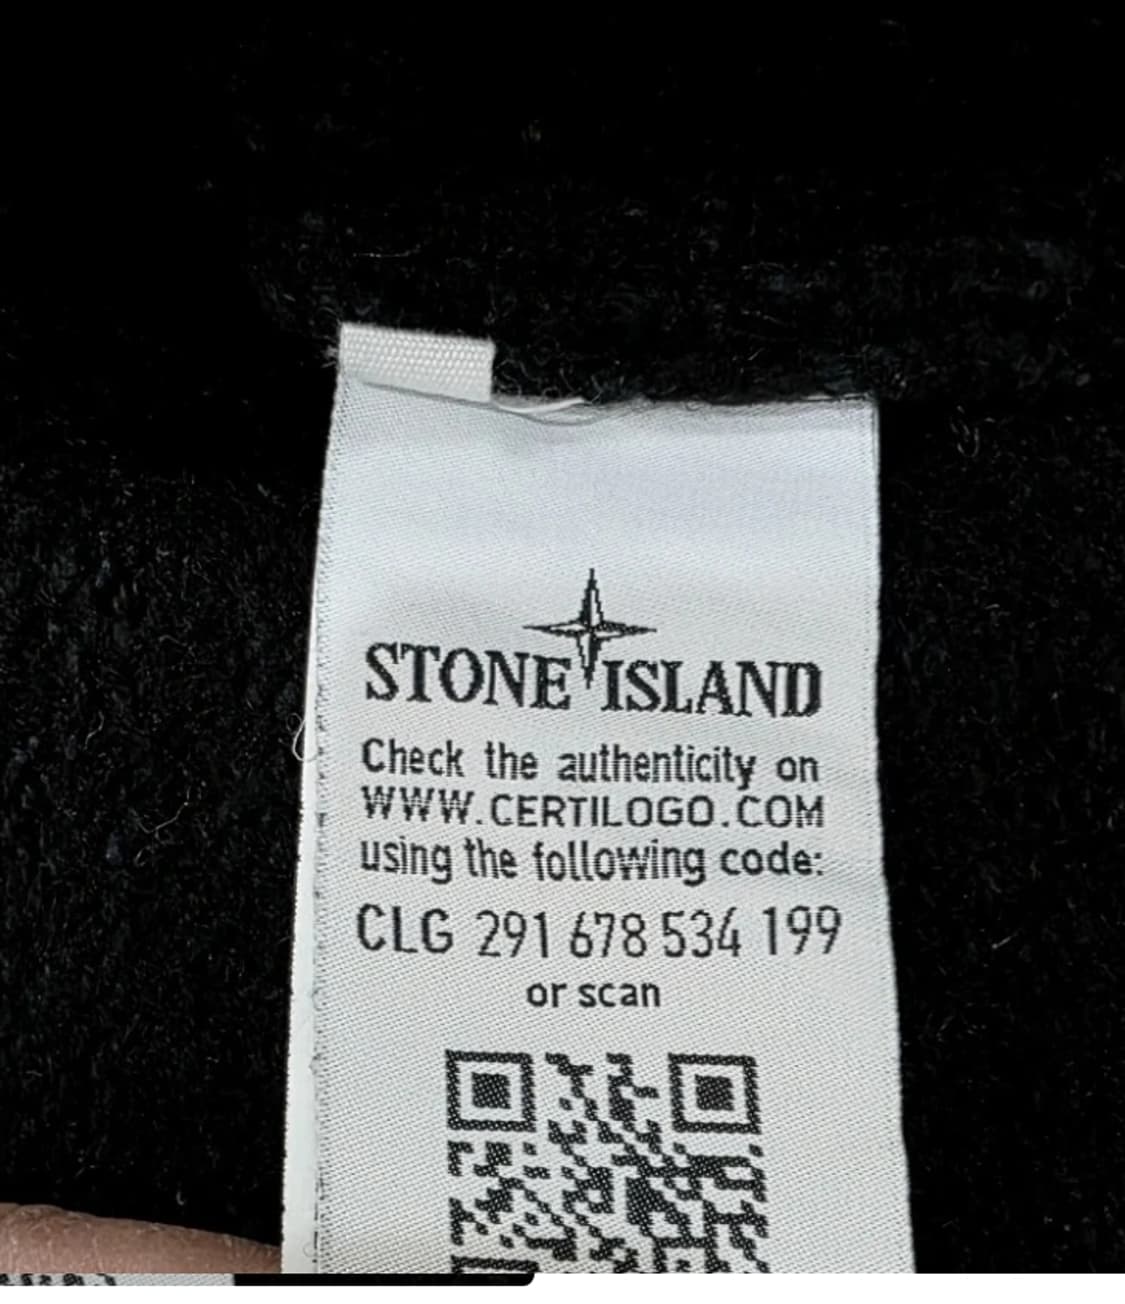 STONE ISLAND
Check the authenticity on
WWW.CERTILOGO.COM
using the following code:
CLG 291 678 534 199
or scan